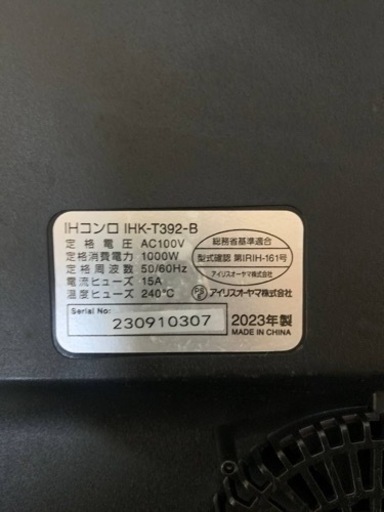 IHコンロ IHK-T392-B
定格電圧 AC100V
定格消費電力 1000W
定格周波数 50/60Hz
電流ヒューズ 15A
温度ヒューズ 240℃
総務省基準適合
型式確認 第IRIH-161号
アイリスオーヤマ株式会社
PSE アイリスオーヤマ株式会社
Serial No:
230910307
2023年製
MADE IN CHINA